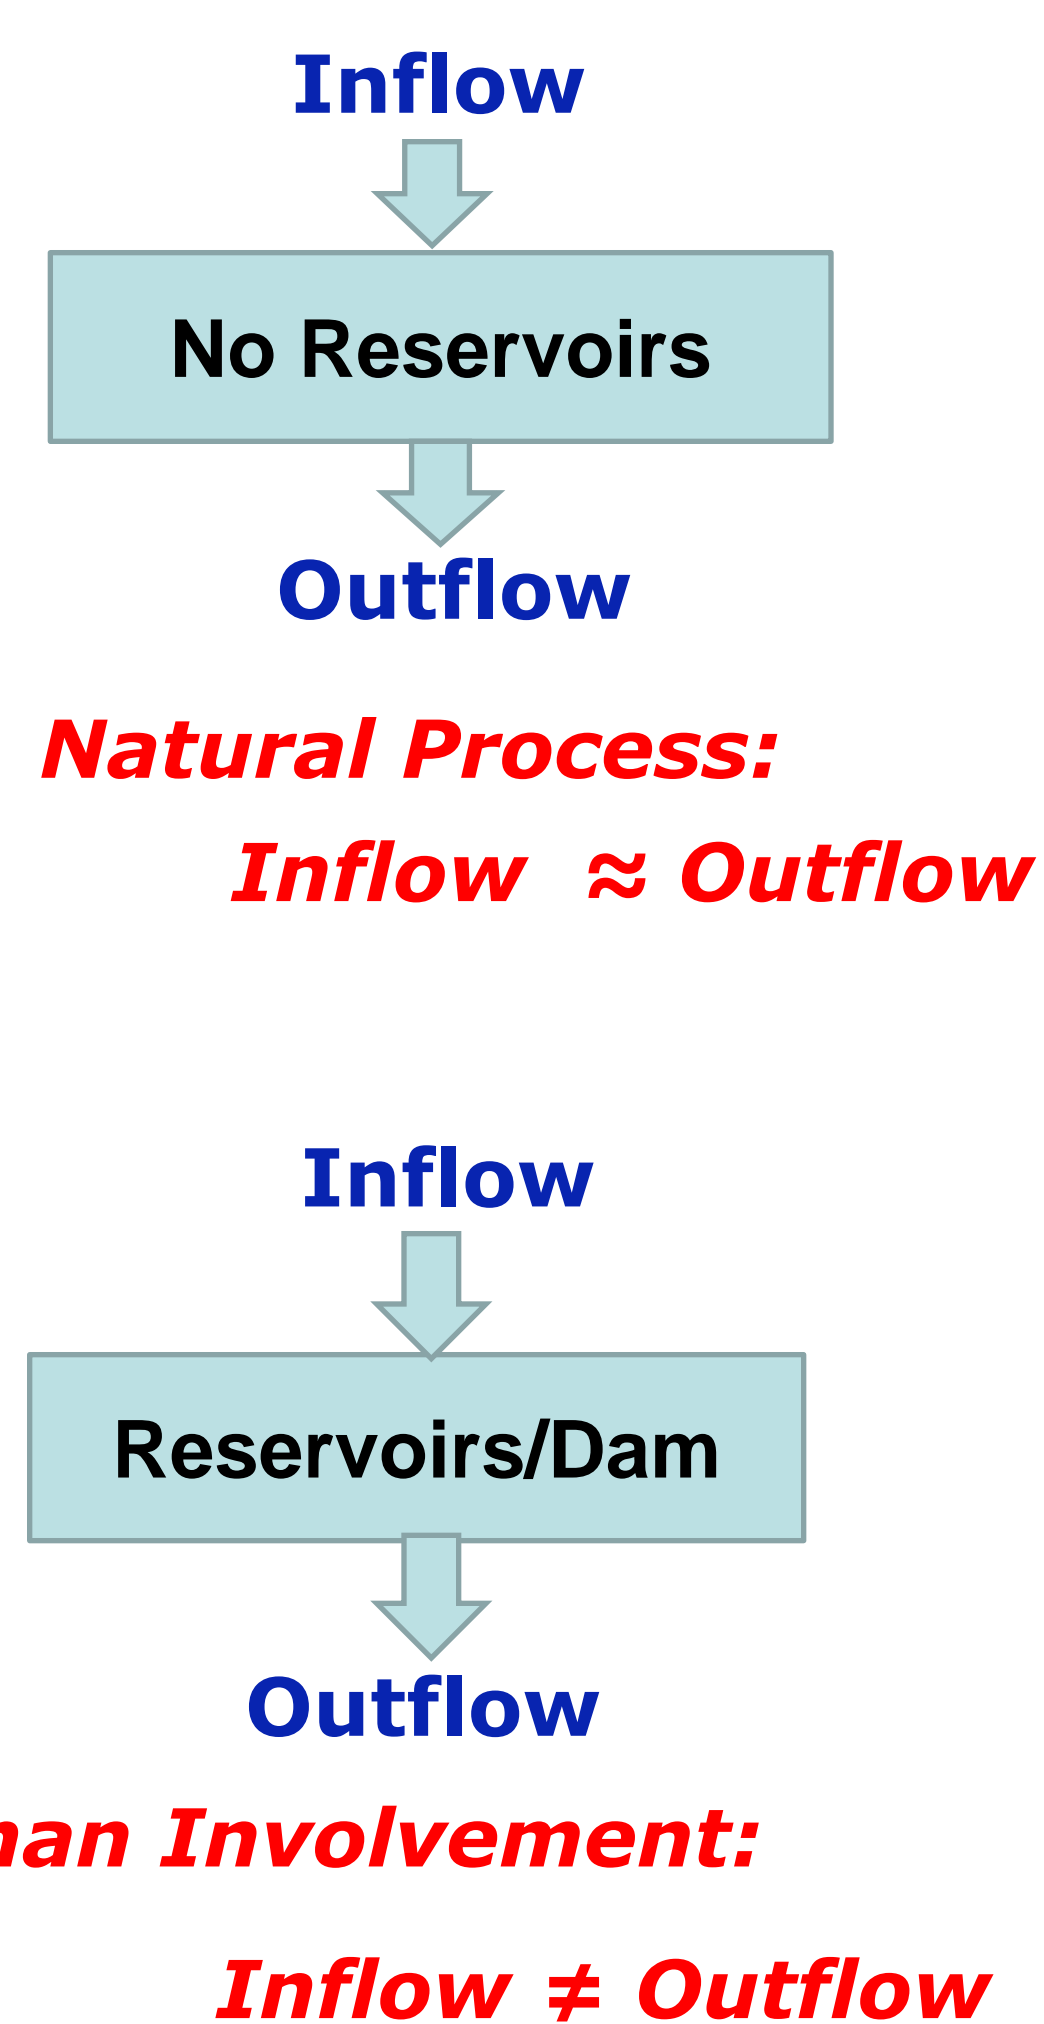 Inflow
No Reservoirs
Outflow
Natural Process:
Inflow ≈ Outflow
Inflow
Reservoirs/Dam
Outflow
Involvement:
Inflow ≠ Outflow